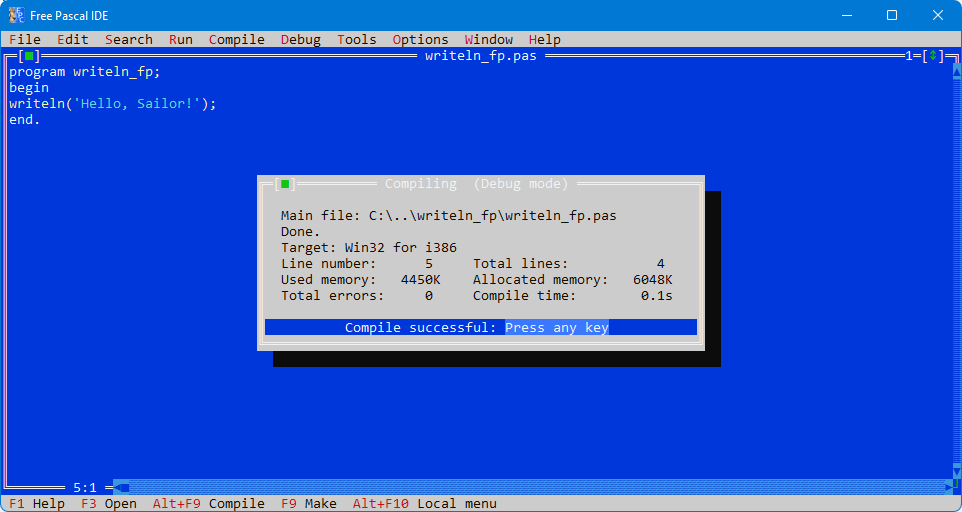 Free Pascal IDE
File Edit Search Run Compile Debug Tools Options Window Help
writeln_fp.pas 1=[↕]
program writeln_fp;
begin
writeln('Hello, Sailor!');
end.
Compiling (Debug mode)
Main file: C:\..\writeln_fp\writeln_fp.pas
Done.
Target: Win32 for i386
Line number: 5 Total lines: 4
Used memory: 4450K Allocated memory: 6048K
Total errors: 0 Compile time: 0.1s
Compile successful: Press any key
5:1
F1 Help F3 Open Alt+F9 Compile F9 Make Alt+F10 Local menu